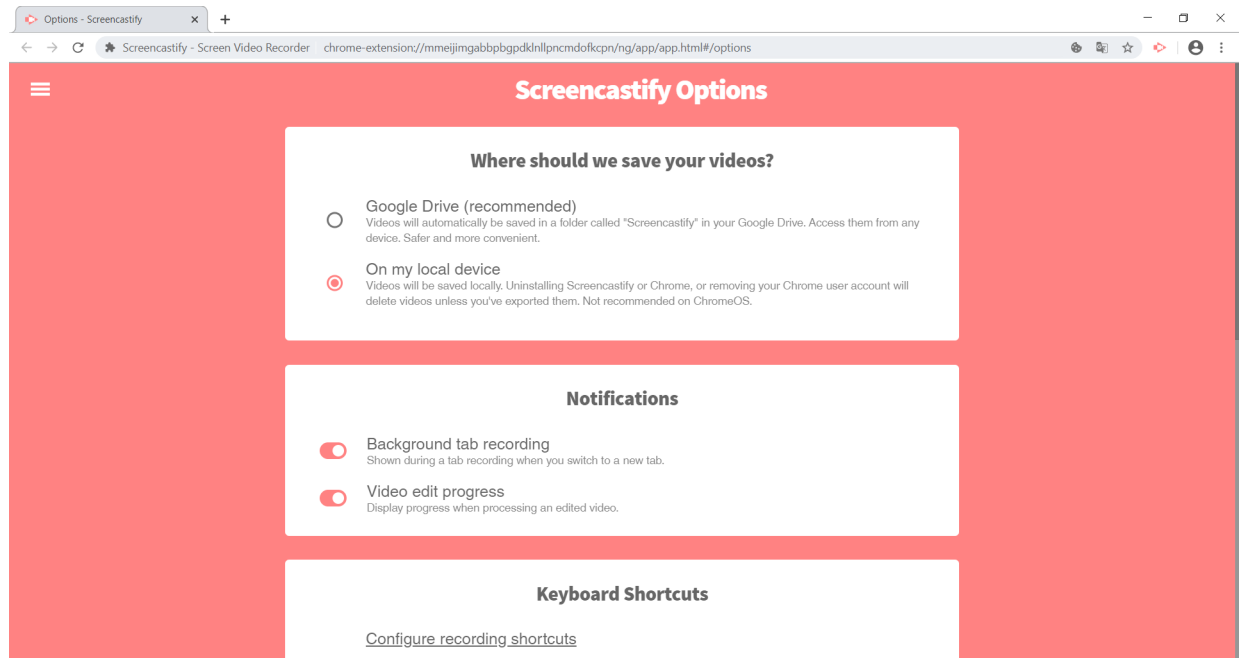 Options - Screencastify
Screencastify - Screen Video Recorder chrome-extension://mmeijimgabbpbgpdklnllpncmdofkcpn/ng/app/app.html#/options
Screencastify Options
Where should we save your videos?
Google Drive (recommended)
Videos will automatically be saved in a folder called "Screencastify" in your Google Drive. Access them from any
device. Safer and more convenient.
On my local device
Videos will be saved locally. Uninstalling Screencastify or Chrome, or removing your Chrome user account will
delete videos unless you've exported them. Not recommended on ChromeOS.
Notifications
Background tab recording
Shown during a tab recording when you switch to a new tab.
Video edit progress
Display progress when processing an edited video.
Keyboard Shortcuts
Configure recording shortcuts